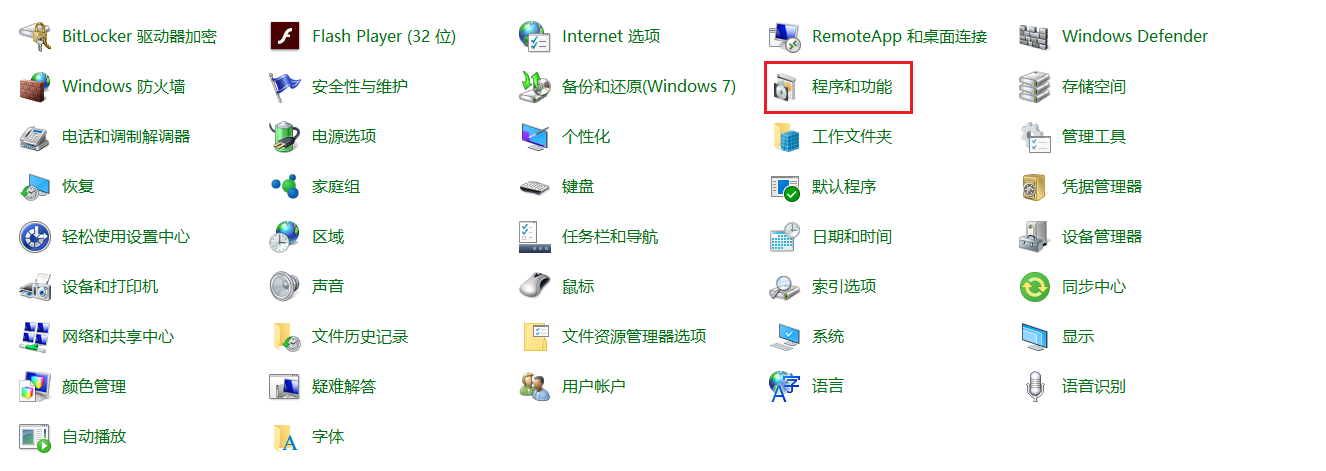 BitLocker 驱动器加密
Flash Player (32 位)
Internet 选项
RemoteApp 和桌面连接
Windows Defender
Windows 防火墙
安全性与维护
备份和还原(Windows 7)
程序和功能
存储空间
电话和调制解调器
电源选项
个性化
工作文件夹
管理工具
恢复
家庭组
键盘
默认程序
凭据管理器
轻松使用设置中心
区域
任务栏和导航
日期和时间
设备管理器
设备和打印机
声音
鼠标
索引选项
同步中心
网络和共享中心
文件历史记录
文件资源管理器选项
系统
显示
颜色管理
疑难解答
用户帐户
语言
语音识别
自动播放
字体